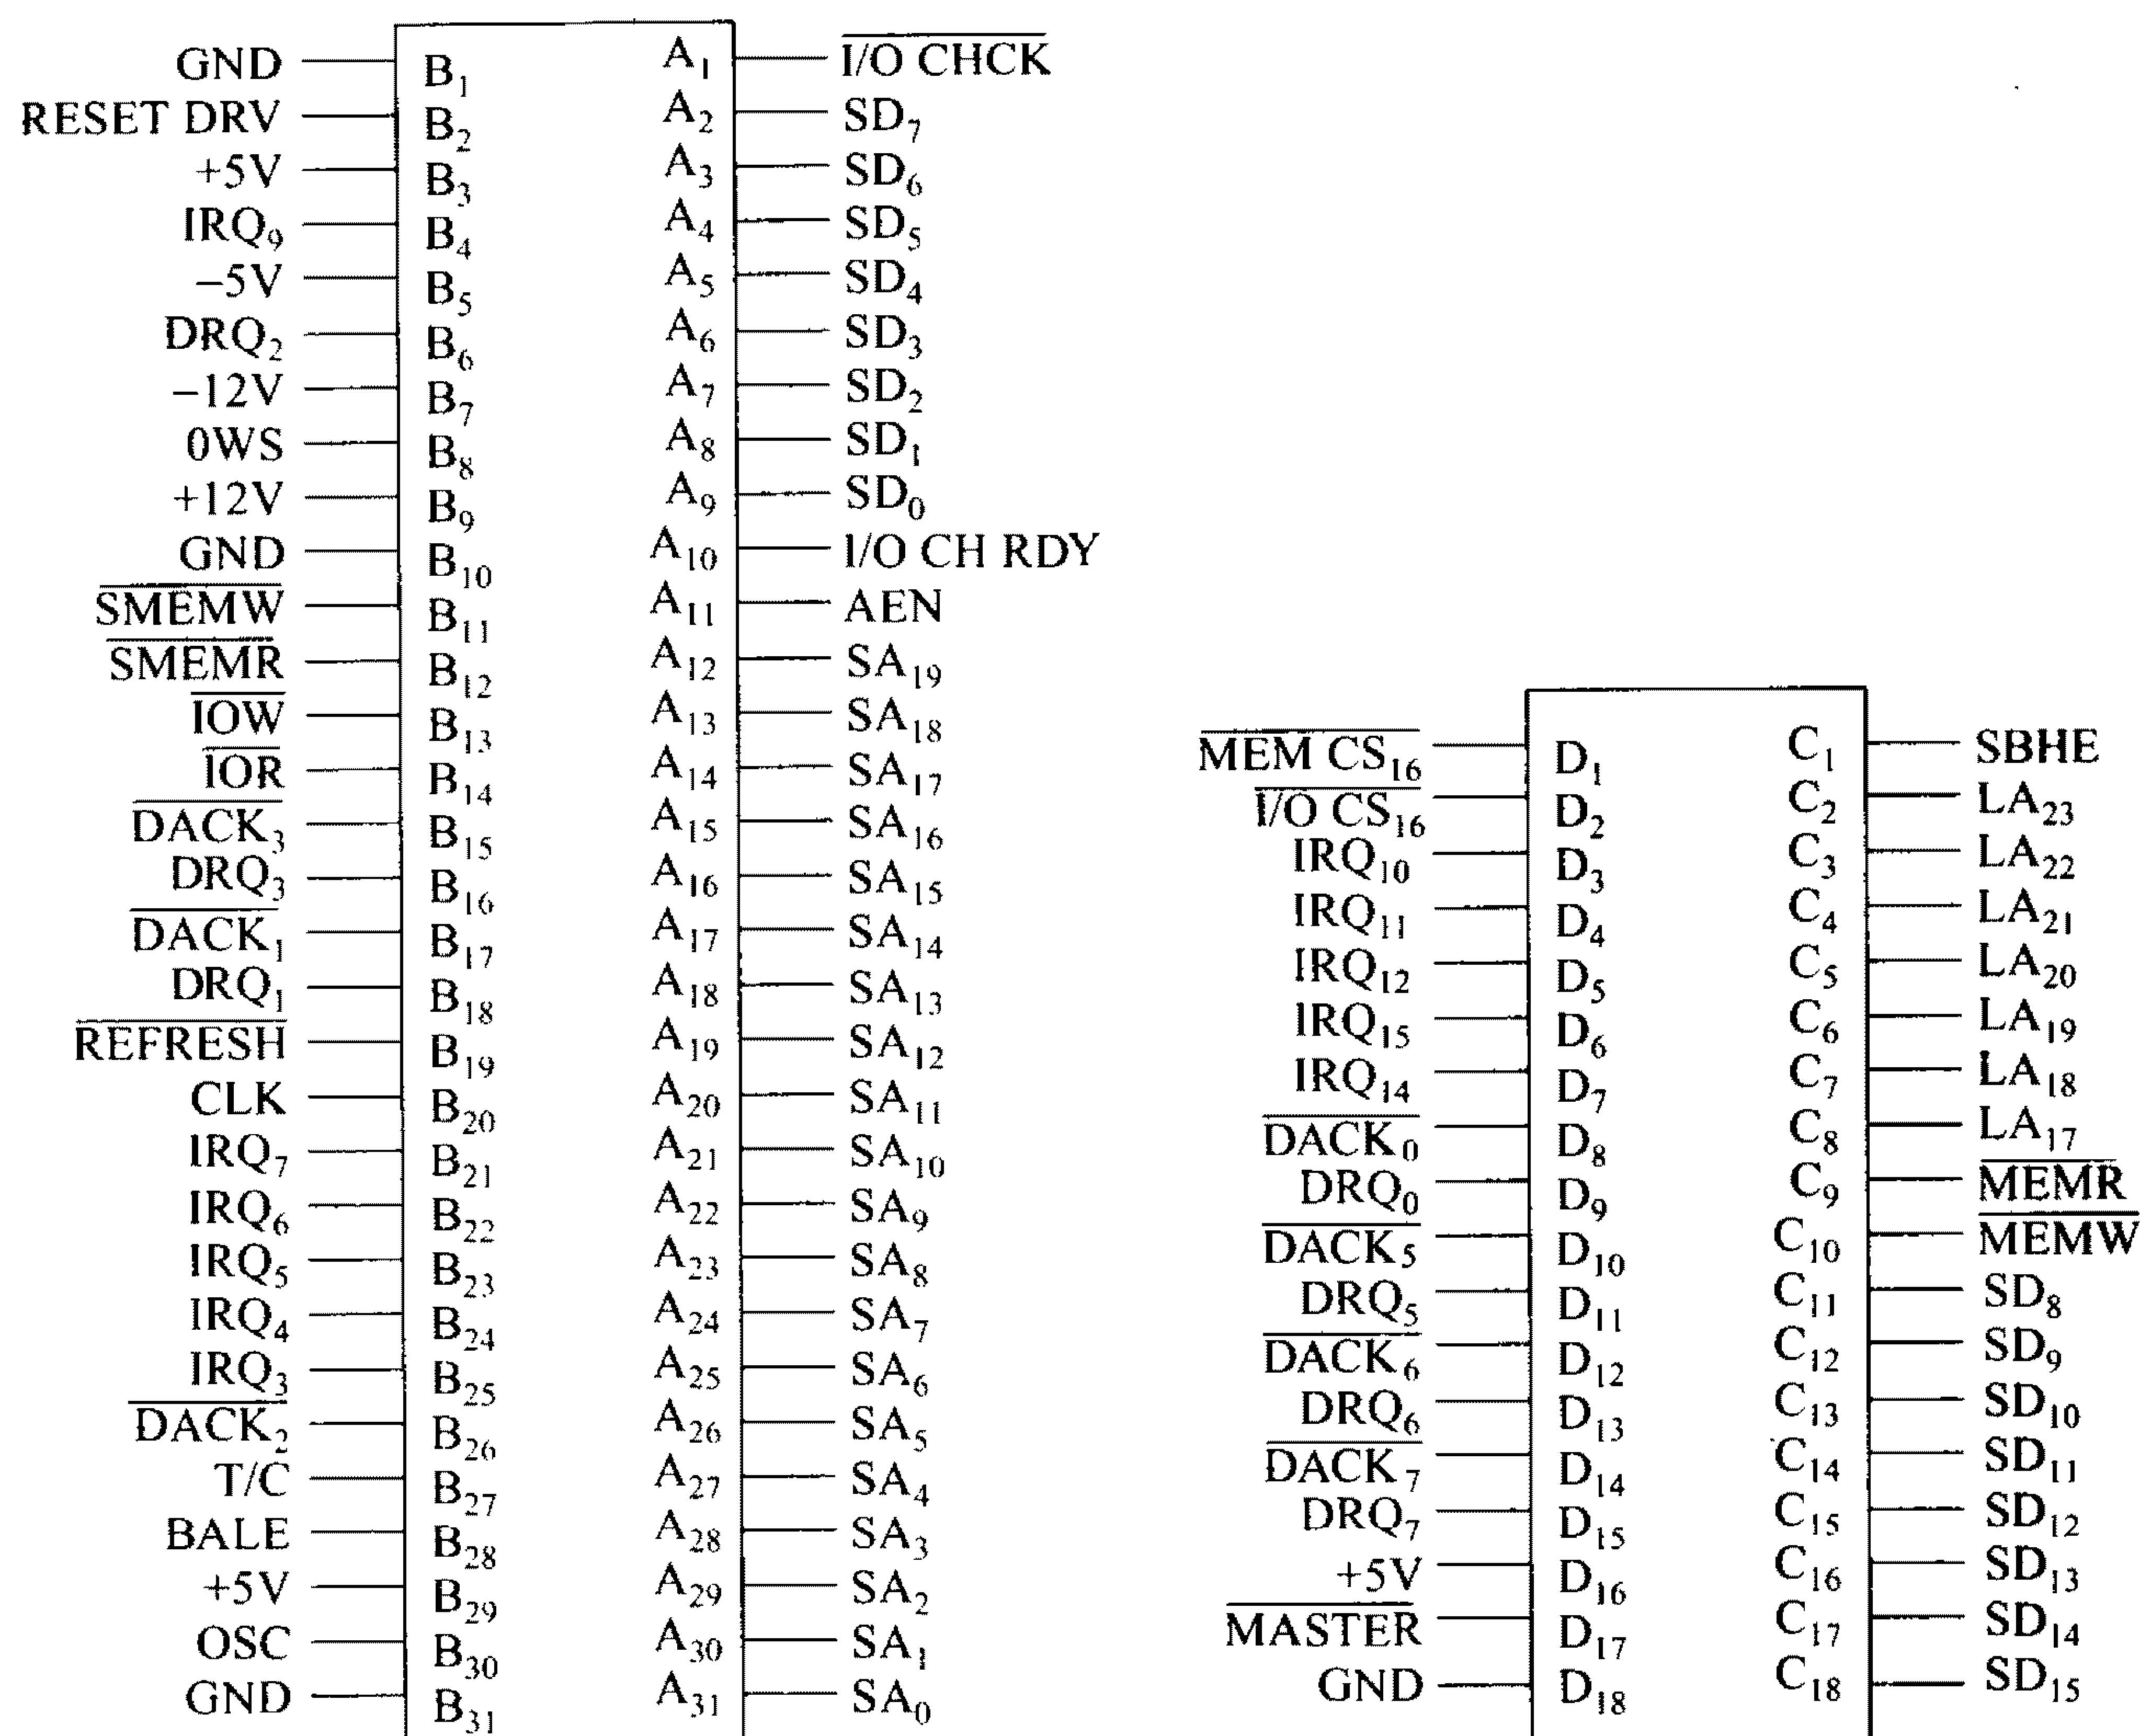 GND B₁ A₁ I/O CHCK
RESET DRV B₂ A₂ SD₇
+5V B₃ A₃ SD₆
IRQ₉ B₄ A₄ SD₅
−5V B₅ A₅ SD₄
DRQ₂ B₆ A₆ SD₃
−12V B₇ A₇ SD₂
0WS B₈ A₈ SD₁
+12V B₉ A₉ SD₀
GND B₁₀ A₁₀ I/O CH RDY
SMEMW B₁₁ A₁₁ AEN
SMEMR B₁₂ A₁₂ SA₁₉
IOW B₁₃ A₁₃ SA₁₈
IOR B₁₄ A₁₄ SA₁₇
DACK₃ B₁₅ A₁₅ SA₁₆
DRQ₃ B₁₆ A₁₆ SA₁₅
DACK₁ B₁₇ A₁₇ SA₁₄
DRQ₁ B₁₈ A₁₈ SA₁₃
REFRESH B₁₉ A₁₉ SA₁₂
CLK B₂₀ A₂₀ SA₁₁
IRQ₇ B₂₁ A₂₁ SA₁₀
IRQ₆ B₂₂ A₂₂ SA₉
IRQ₅ B₂₃ A₂₃ SA₈
IRQ₄ B₂₄ A₂₄ SA₇
IRQ₃ B₂₅ A₂₅ SA₆
DACK₂ B₂₆ A₂₆ SA₅
T/C B₂₇ A₂₇ SA₄
BALE B₂₈ A₂₈ SA₃
+5V B₂₉ A₂₉ SA₂
OSC B₃₀ A₃₀ SA₁
GND B₃₁ A₃₁ SA₀
MEM CS₁₆ D₁ C₁ SBHE
I/O CS₁₆ D₂ C₂ LA₂₃
IRQ₁₀ D₃ C₃ LA₂₂
IRQ₁₁ D₄ C₄ LA₂₁
IRQ₁₂ D₅ C₅ LA₂₀
IRQ₁₅ D₆ C₆ LA₁₉
IRQ₁₄ D₇ C₇ LA₁₈
DACK₀ D₈ C₈ LA₁₇
DRQ₀ D₉ C₉ MEMR
DACK₅ D₁₀ C₁₀ MEMW
DRQ₅ D₁₁ C₁₁ SD₈
DACK₆ D₁₂ C₁₂ SD₉
DRQ₆ D₁₃ C₁₃ SD₁₀
DACK₇ D₁₄ C₁₄ SD₁₁
DRQ₇ D₁₅ C₁₅ SD₁₂
+5V D₁₆ C₁₆ SD₁₃
MASTER D₁₇ C₁₇ SD₁₄
GND D₁₈ C₁₈ SD₁₅